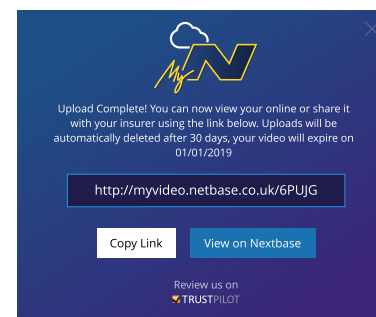 My N
Upload Complete! You can now view your online or share it
with your insurer using the link below. Uploads will be
automatically deleted after 30 days, your video will expire on
01/01/2019
http://myvideo.netbase.co.uk/6PUJG
Copy Link View on Nextbase
Review us on
TRUSTPILOT